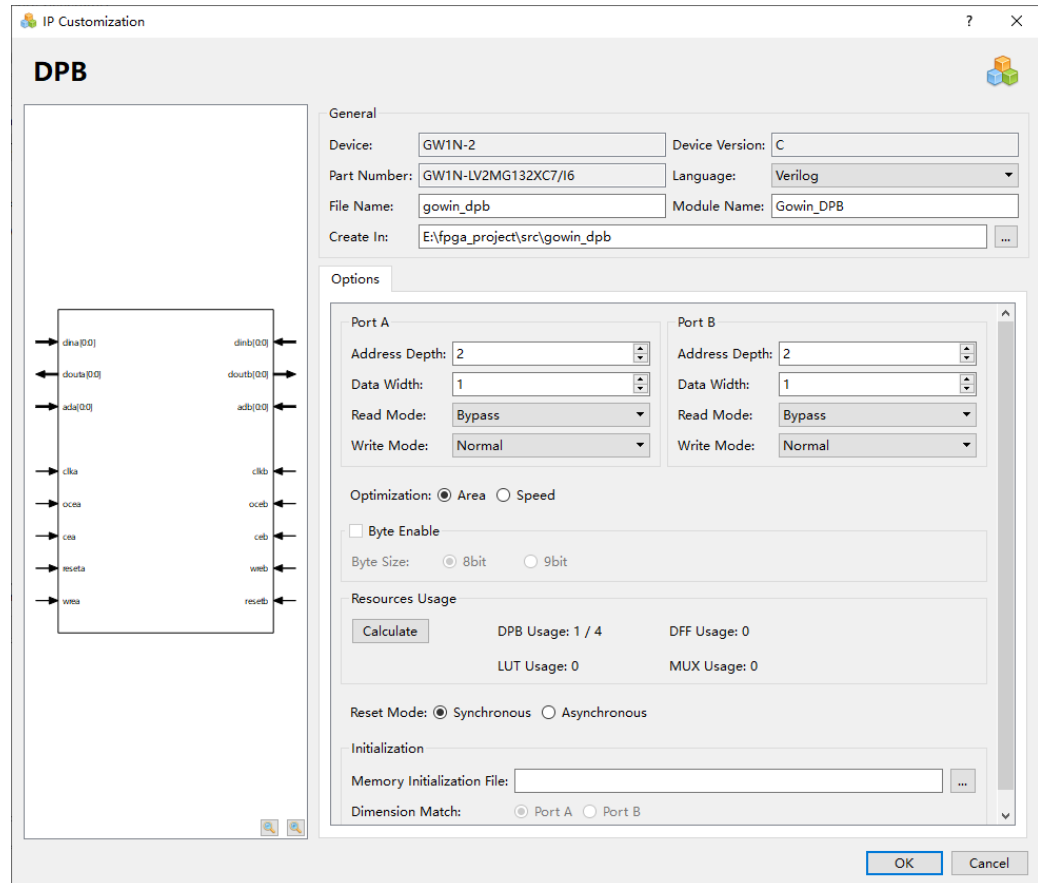 IP Customization ? ×
DPB
General
Device: GW1N-2 Device Version: C
Part Number: GW1N-LV2MG132XC7/I6 Language: Verilog
File Name: gowin_dpb Module Name: Gowin_DPB
Create In: E:\fpga_project\src\gowin_dpb ...
Options
dina[0:0] dinb[0:0]
douta[0:0] doutb[0:0]
ada[0:0] adb[0:0]
clka clkb
ocea oceb
cea ceb
reseta wreb
wrea resetb
Port A
Address Depth: 2
Data Width: 1
Read Mode: Bypass
Write Mode: Normal
Port B
Address Depth: 2
Data Width: 1
Read Mode: Bypass
Write Mode: Normal
Optimization: Area Speed
Byte Enable
Byte Size: 8bit 9bit
Resources Usage
Calculate DPB Usage: 1 / 4 DFF Usage: 0
LUT Usage: 0 MUX Usage: 0
Reset Mode: Synchronous Asynchronous
Initialization
Memory Initialization File: ...
Dimension Match: Port A Port B
OK Cancel